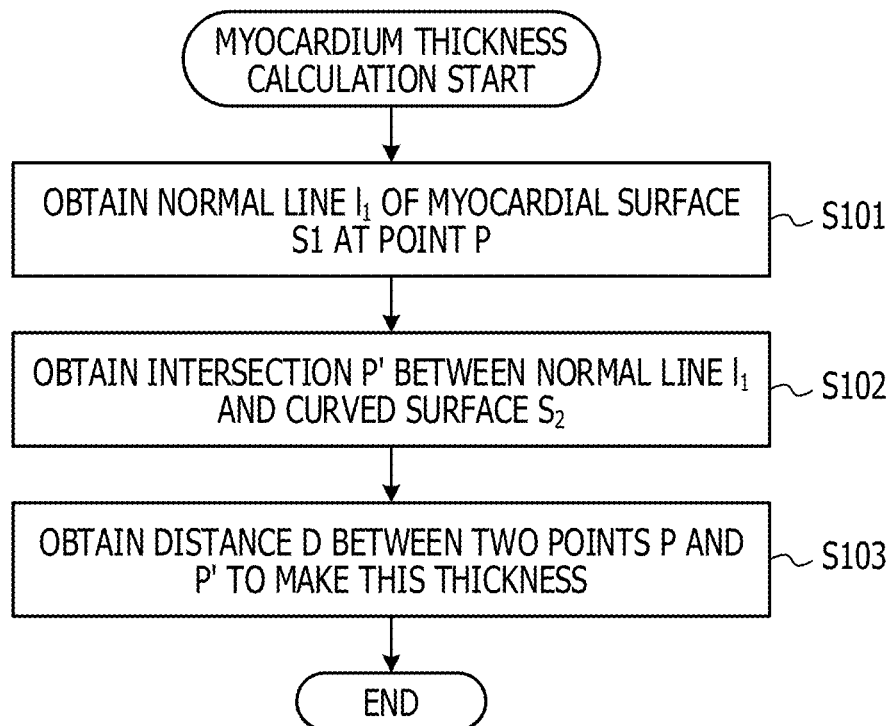 MYOCARDIUM THICKNESS
CALCULATION START
OBTAIN NORMAL LINE l₁ OF MYOCARDIAL SURFACE
S1 AT POINT P
S101
OBTAIN INTERSECTION P' BETWEEN NORMAL LINE l₁
AND CURVED SURFACE S₂
S102
OBTAIN DISTANCE D BETWEEN TWO POINTS P AND
P' TO MAKE THIS THICKNESS
S103
END